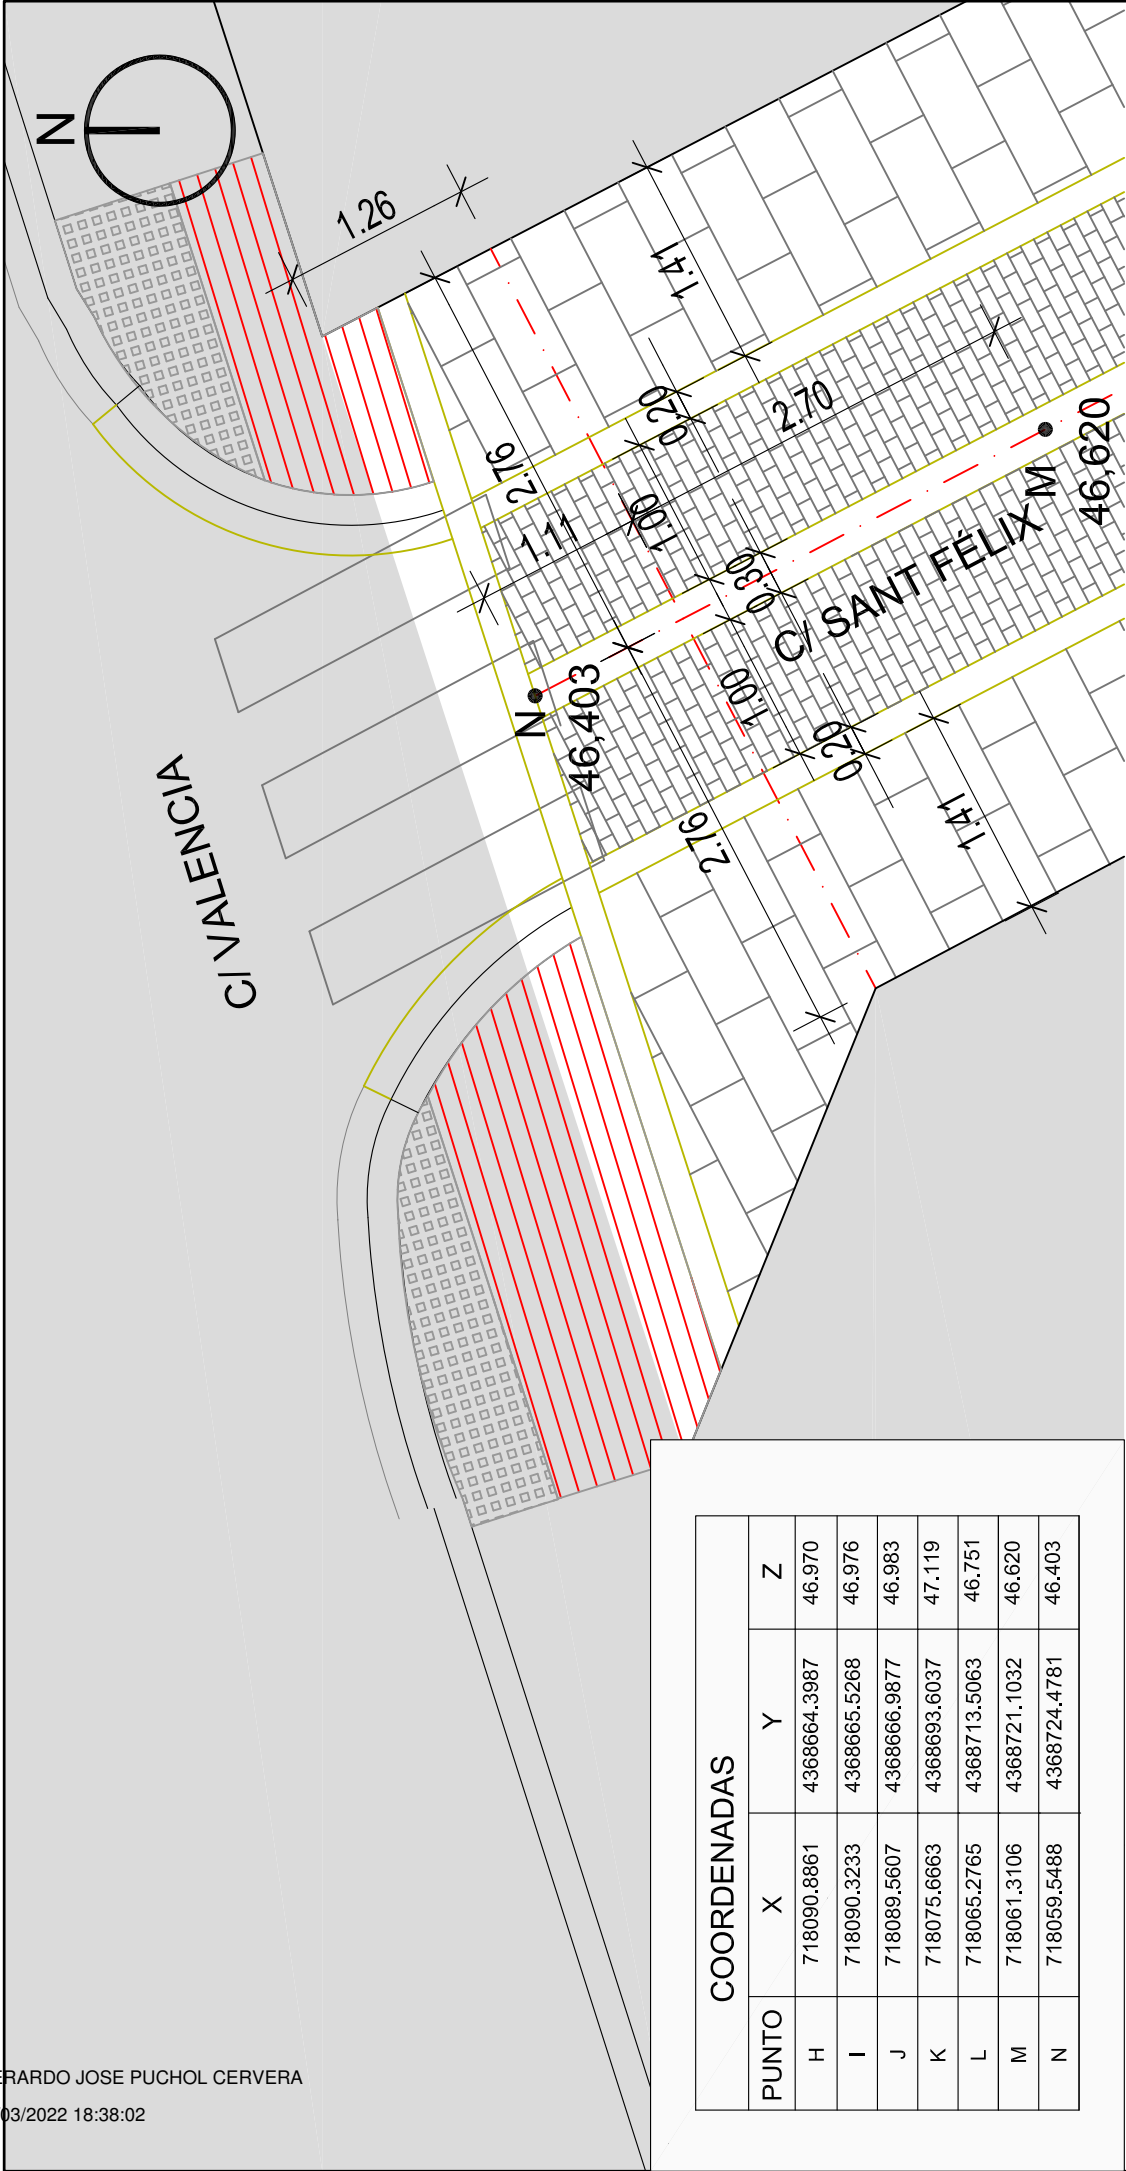 N
1.26
1.41
2.76
0.20
2.70
1.11
1.00
0.30
C/ SANT FÉLIX
M
46,620
N
46,403
C/ VALENCIA
1.00
0.20
2.76
1.41
COORDENADAS
PUNTO X Y Z
H 718090.8861 4368664.3987 46.970
I 718090.3233 4368665.5268 46.976
J 718089.5607 4368666.9877 46.983
K 718075.6663 4368693.6037 47.119
L 718065.2765 4368713.5063 46.751
M 718061.3106 4368721.1032 46.620
N 718059.5488 4368724.4781 46.403
ERARDO JOSE PUCHOL CERVERA
03/2022 18:38:02